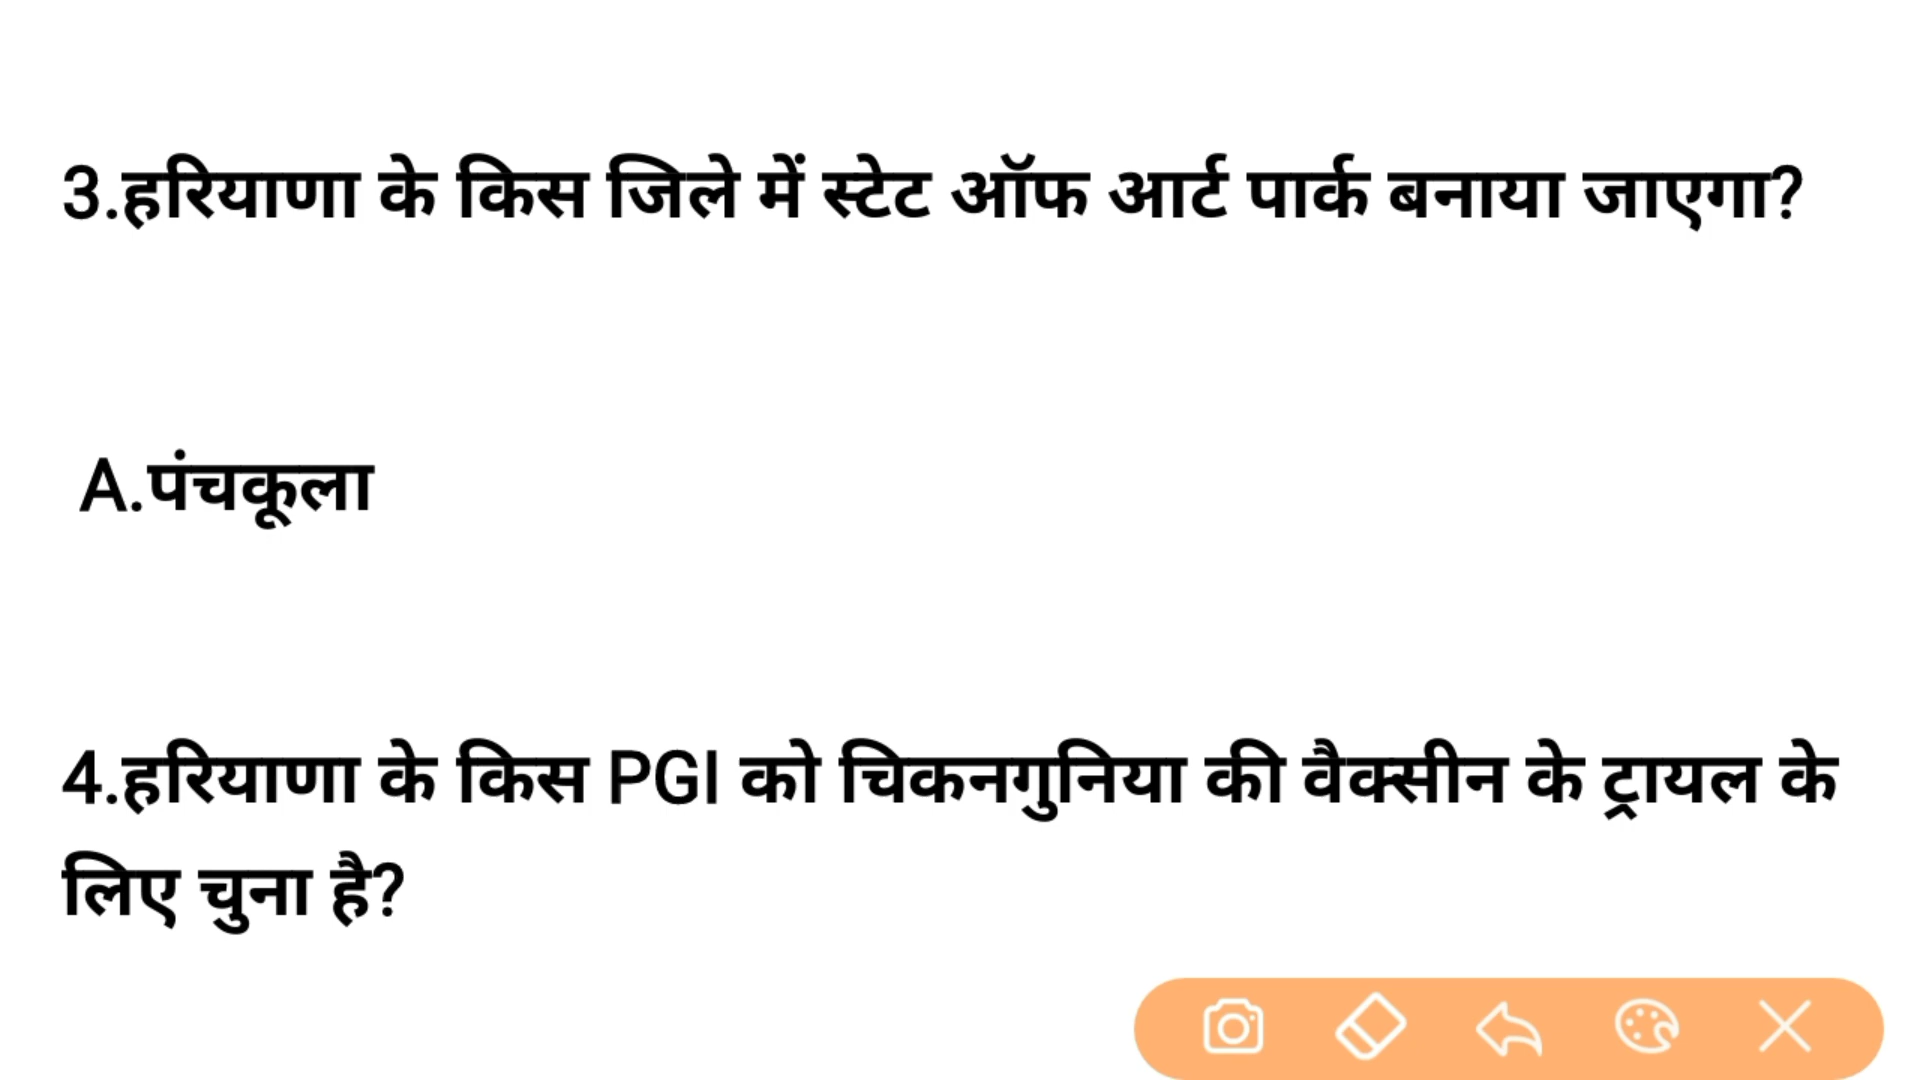 3.हरियाणा के किस जिले में स्टेट ऑफ आर्ट पार्क बनाया जाएगा?
A.पंचकूला
4.हरियाणा के किस PGI को चिकनगुनिया की वैक्सीन के ट्रायल के
लिए चुना है?